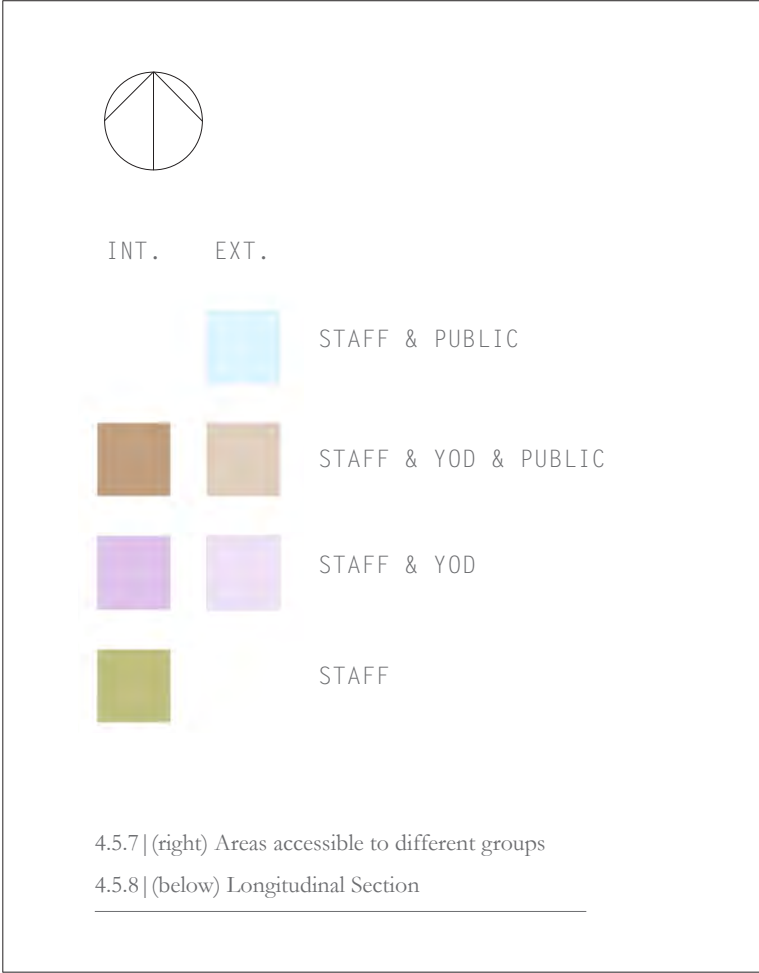 INT. EXT.
STAFF & PUBLIC
STAFF & YOD & PUBLIC
STAFF & YOD
STAFF
4.5.7|(right) Areas accessible to different groups
4.5.8|(below) Longitudinal Section